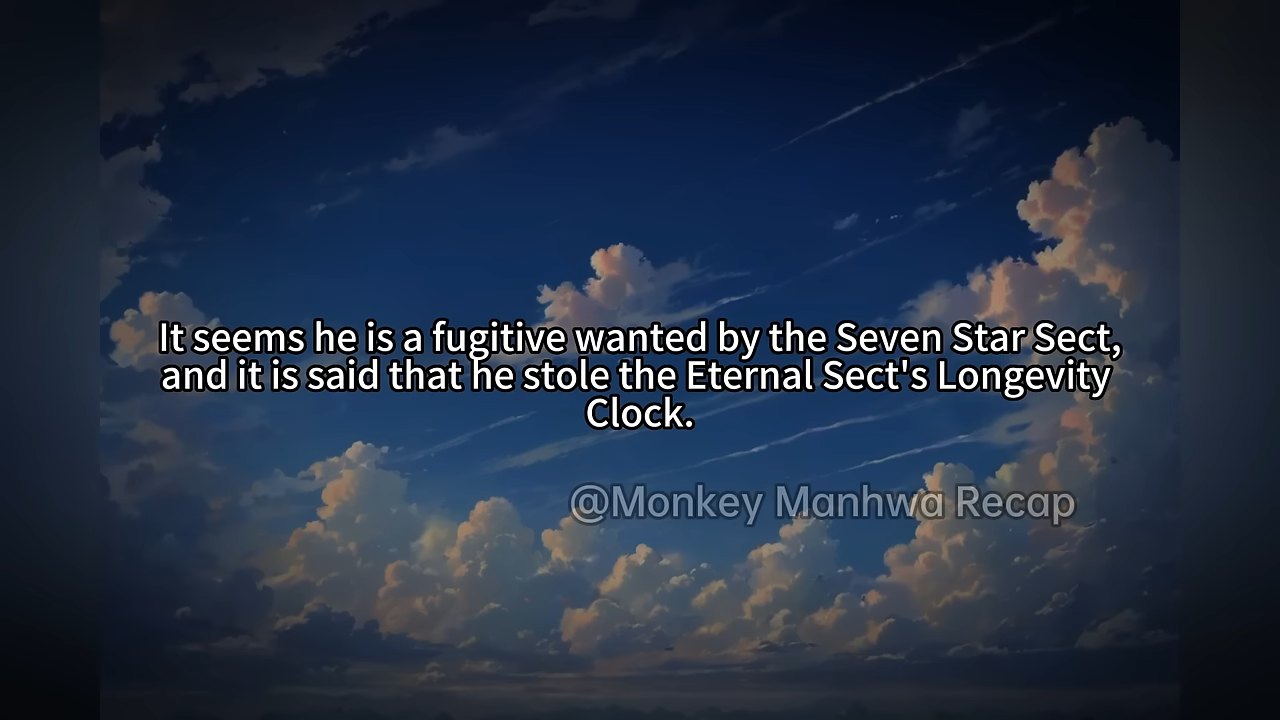 It seems he is a fugitive wanted by the Seven Star Sect,
and it is said that he stole the Eternal Sect's Longevity
Clock.
@Monkey Manhwa Recap